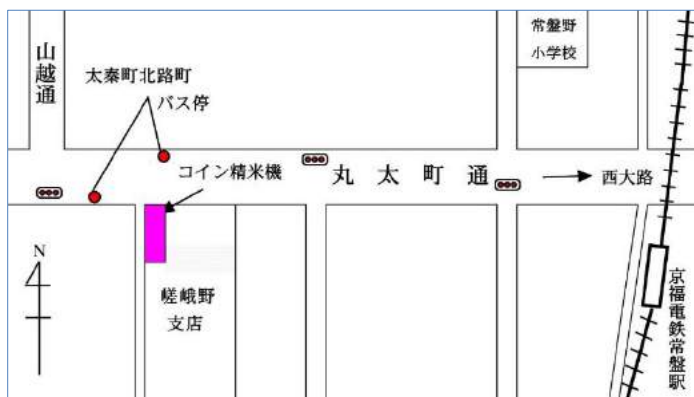 山越通
太秦町北路町
バス停
常盤野
小学校
コイン精米機
丸太町通
西大路
N
嵯峨野
支店
京福電鉄常盤駅